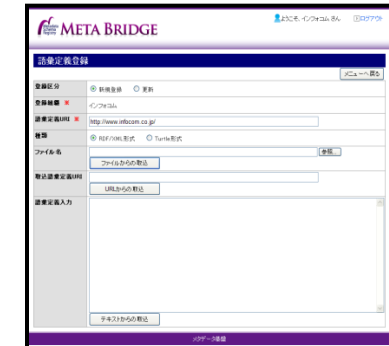 META BRIDGE
ようこそ、インフォコム さん
ログアウト
語彙定義登録
メニューへ戻る
登録区分
新規登録 更新
登録組織 ※
インフォコム
語彙定義URI ※
http://www.infocom.co.jp/
種類
RDF/XML形式 Turtle形式
ファイル名
参照...
ファイルからの取込
取込語彙定義URI
URLからの取込
語彙定義入力
テキストからの取込
メタデータ基盤